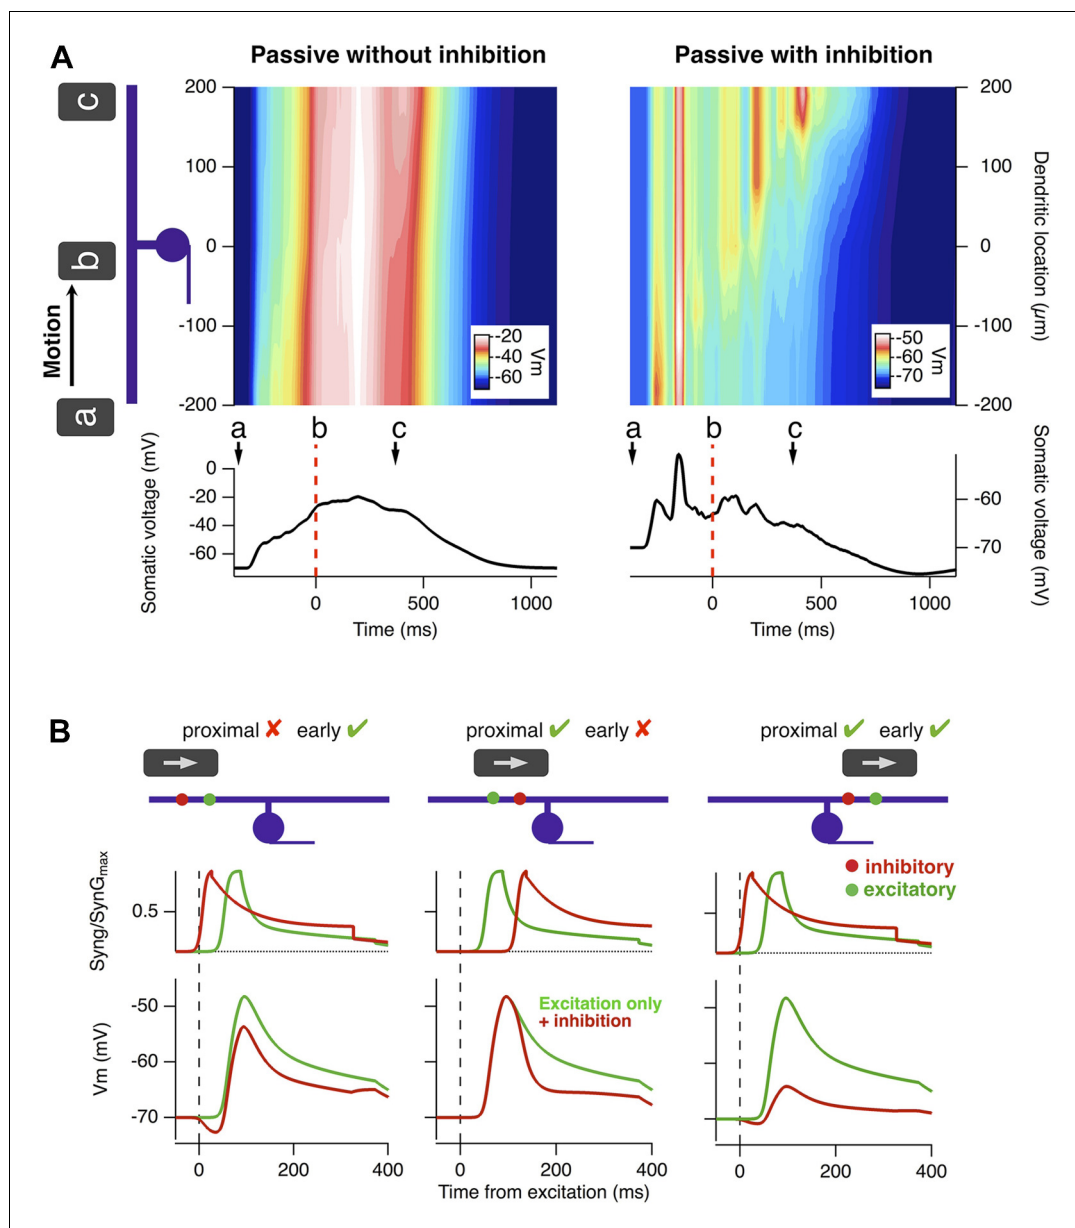 A
Passive without inhibition
Passive with inhibition
c
b
a
Motion
200
100
0
-100
-200
-20
-40
-60
Vm
-50
-60
-70
Vm
200
100
0
-100
-200
Dendritic location (µm)
a
b
c
a
b
c
Somatic voltage (mV)
0
-20
-40
-60
-60
-70
Somatic voltage (mV)
0
500
1000
Time (ms)
0
500
1000
Time (ms)
B
proximal ✘ early ✔
proximal ✔ early ✘
proximal ✔ early ✔
Syng/SynGmax
0.5
inhibitory
excitatory
Vm (mV)
-50
-60
-70
Excitation only
+ inhibition
0
200
400
0
200
400
0
200
400
Time from excitation (ms)